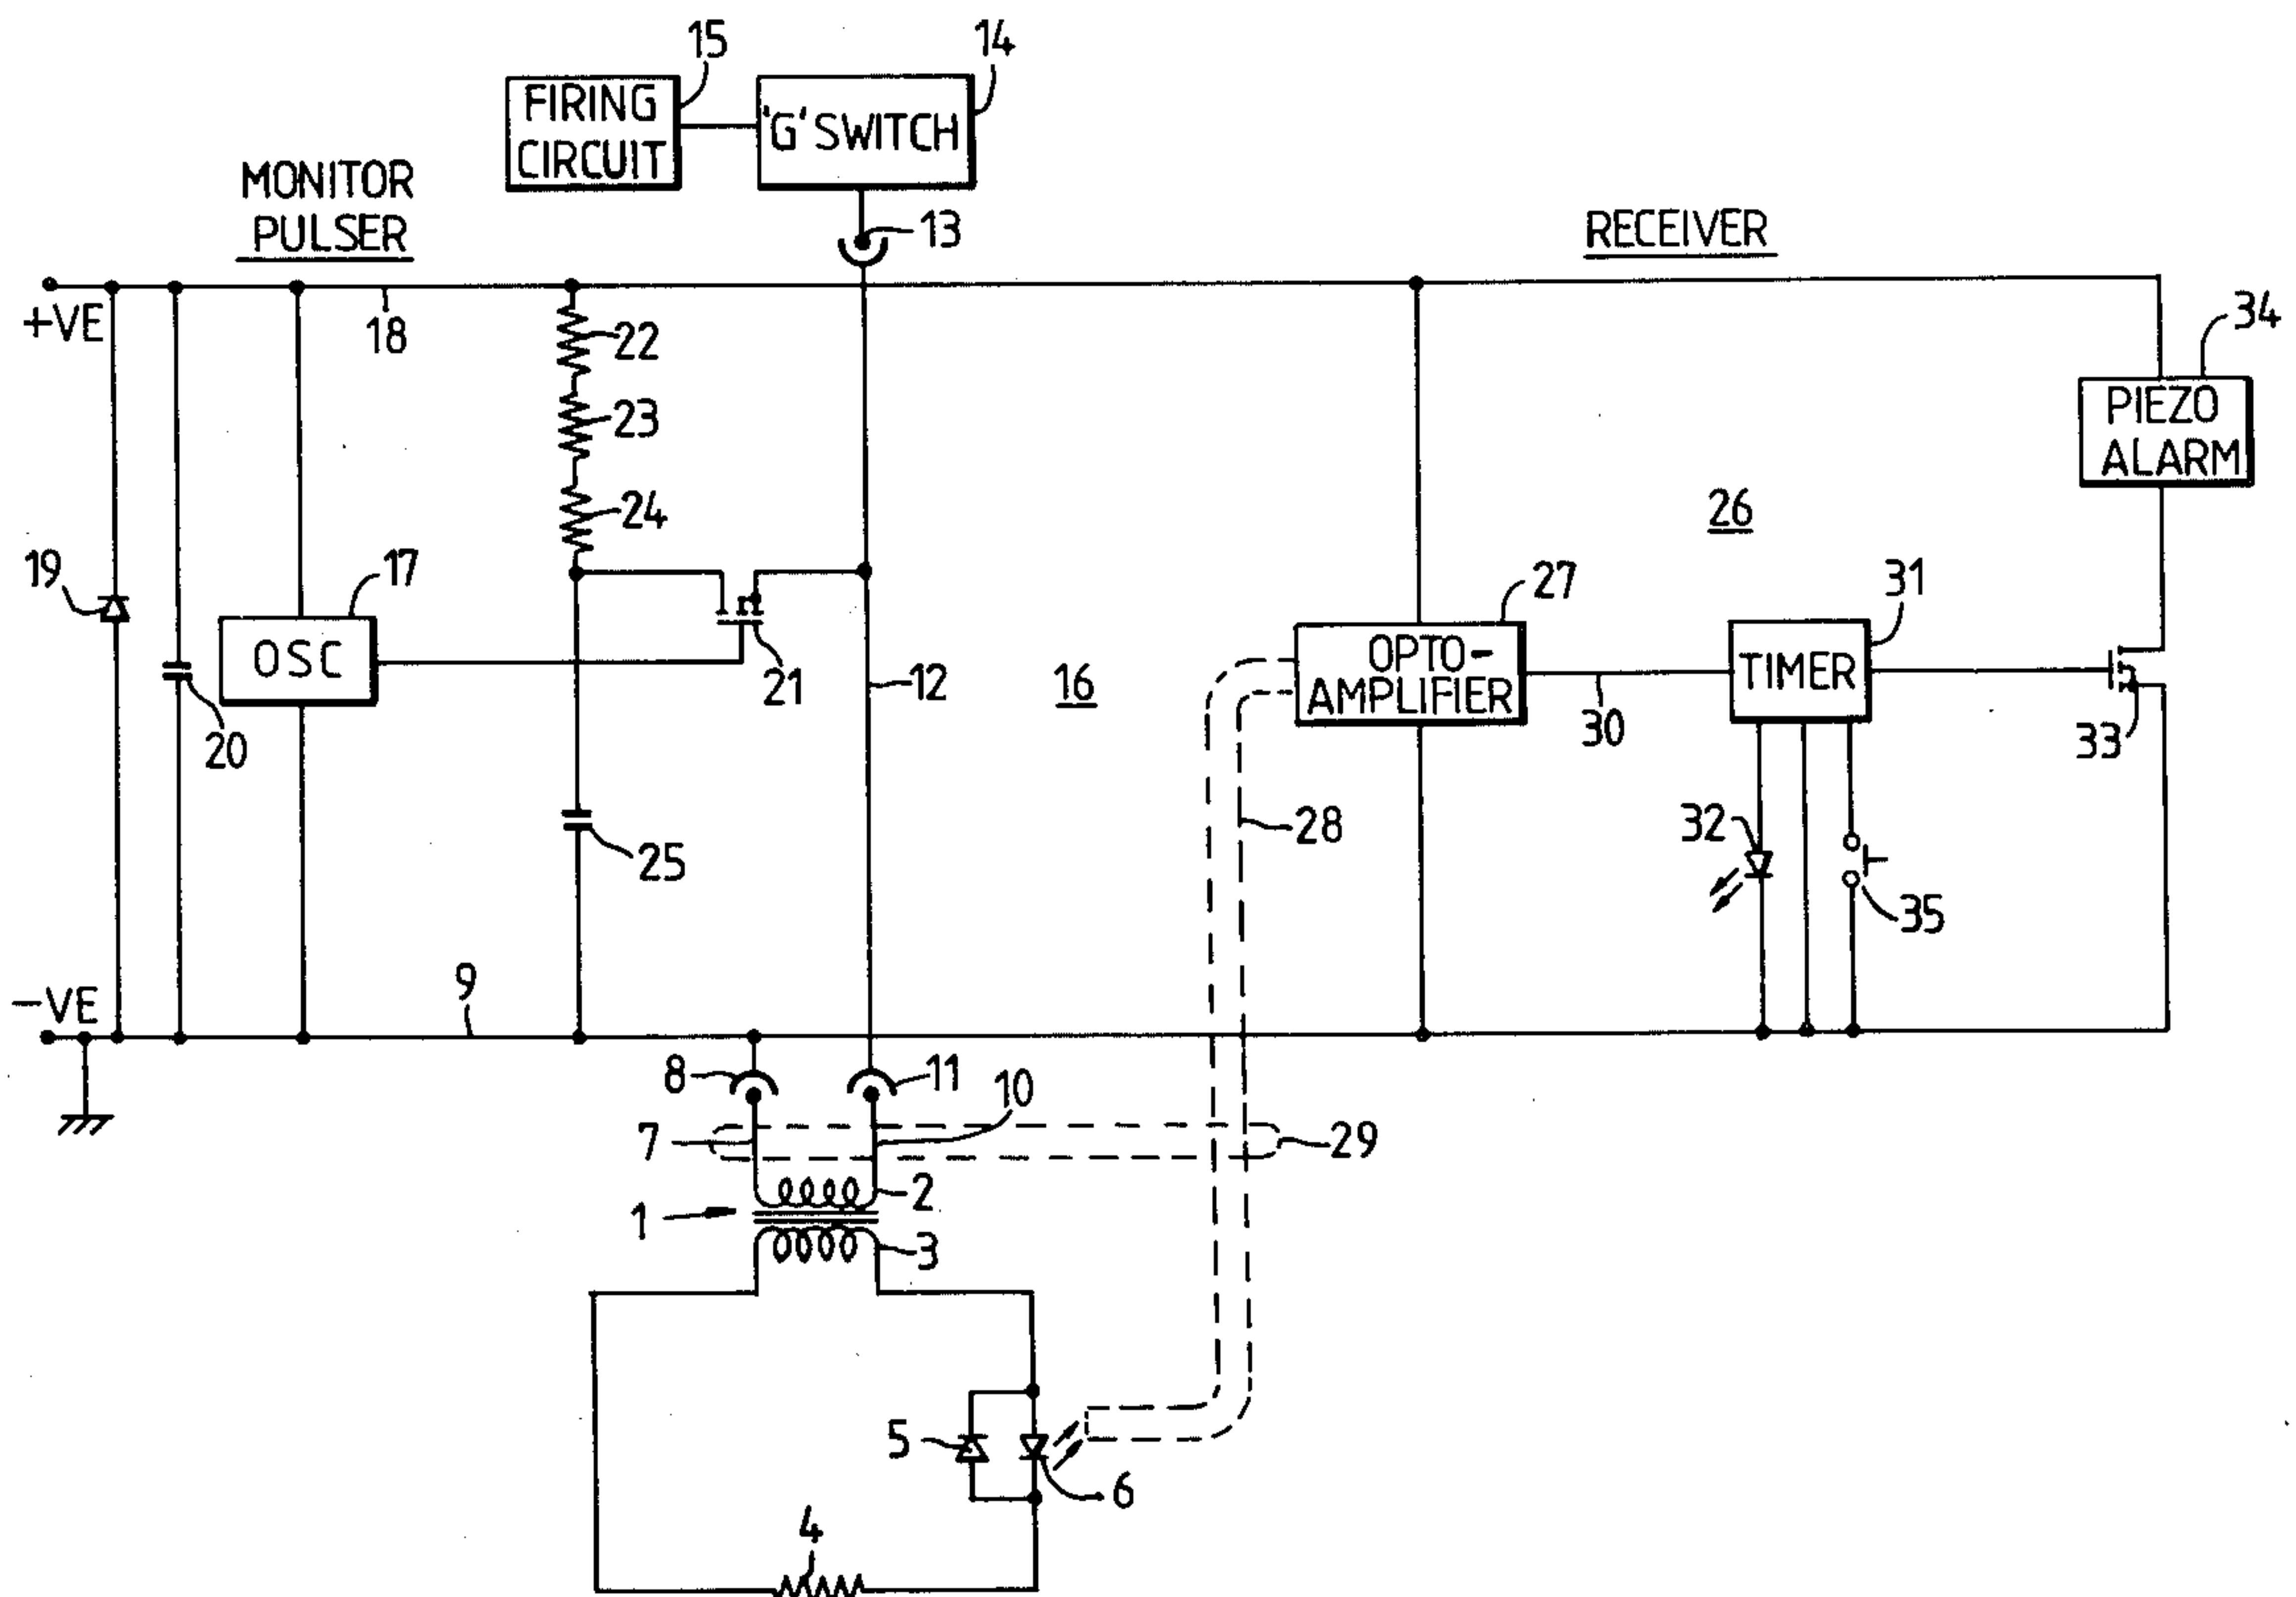 15
14
FIRING
CIRCUIT
'G' SWITCH
MONITOR
PULSER
13
RECEIVER
+VE
18
22
34
23
PIEZO
ALARM
24
26
19
17
27
31
OSC
OPTO-
AMPLIFIER
TIMER
21
12
16
20
30
33
28
32
25
35
-VE
9
8
11
10
7
29
2
1
3
5
6
4